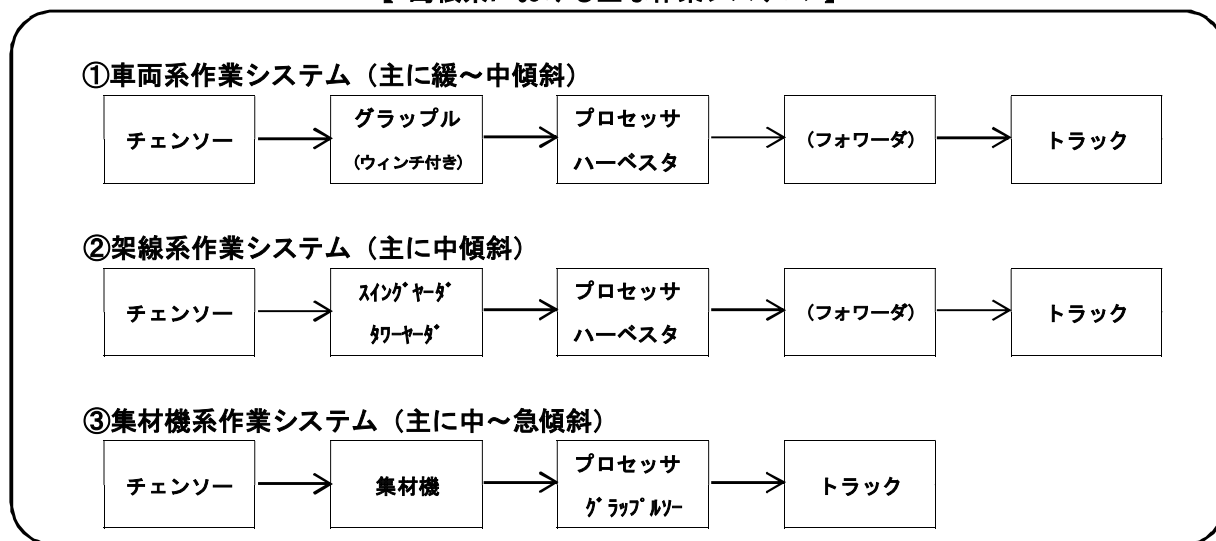 ①車両系作業システム（主に緩～中傾斜）
チェンソー
グラップル
(ウィンチ付き)
プロセッサ
ハーベスタ
(フォワーダ)
トラック
②架線系作業システム（主に中傾斜）
チェンソー
ｽｲﾝｸﾞﾔｰﾀﾞ
ﾀﾜｰﾔｰﾀﾞ
プロセッサ
ハーベスタ
(フォワーダ)
トラック
③集材機系作業システム（主に中～急傾斜）
チェンソー
集材機
プロセッサ
ｸﾞﾗｯﾌﾟﾙｿｰ
トラック